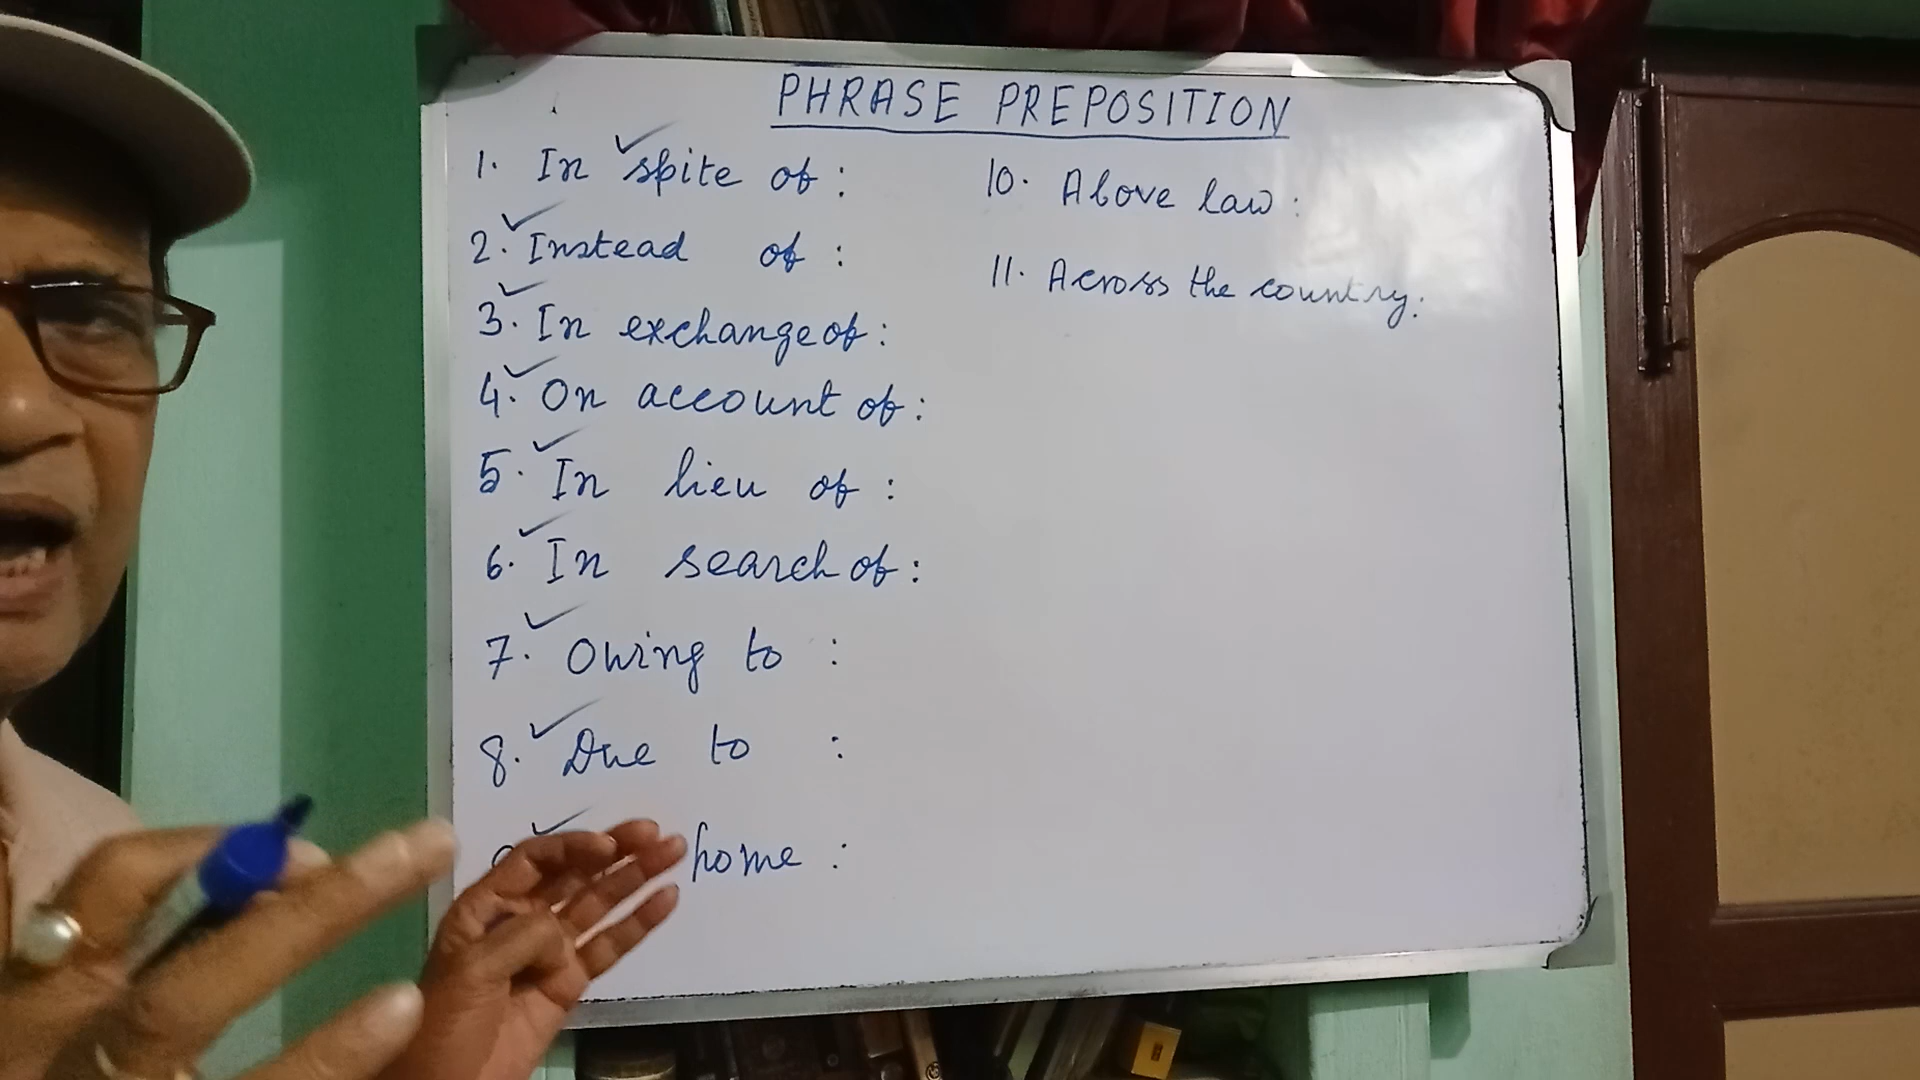 PHRASE PREPOSITION
1. In spite of :
2. Instead of :
3. In exchange of :
4. On account of :
5. In lieu of :
6. In search of :
7. Owing to :
8. Due to :
home :
10. Above law :
11. Across the country :